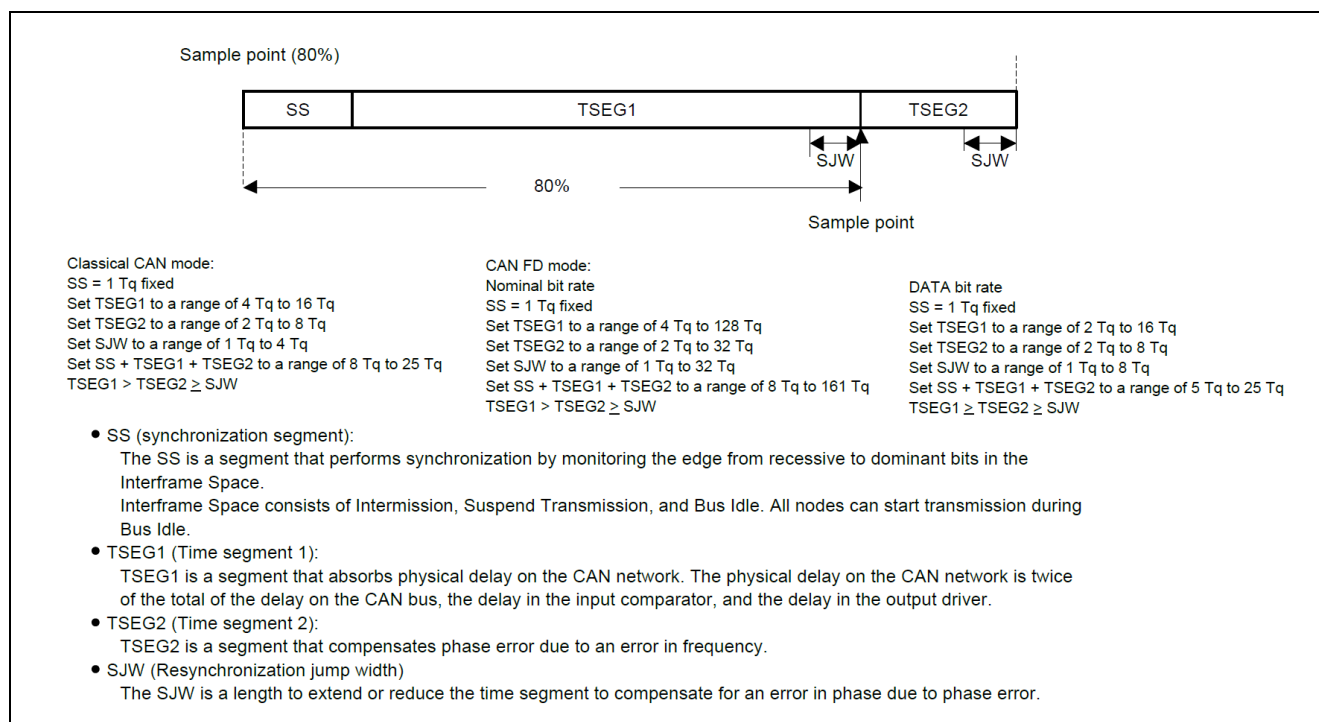 Sample point (80%)
SS TSEG1 TSEG2
SJW SJW
80%
Sample point
Classical CAN mode:
SS = 1 Tq fixed
Set TSEG1 to a range of 4 Tq to 16 Tq
Set TSEG2 to a range of 2 Tq to 8 Tq
Set SJW to a range of 1 Tq to 4 Tq
Set SS + TSEG1 + TSEG2 to a range of 8 Tq to 25 Tq
TSEG1 > TSEG2 ≥ SJW
CAN FD mode:
Nominal bit rate
SS = 1 Tq fixed
Set TSEG1 to a range of 4 Tq to 128 Tq
Set TSEG2 to a range of 2 Tq to 32 Tq
Set SJW to a range of 1 Tq to 32 Tq
Set SS + TSEG1 + TSEG2 to a range of 8 Tq to 161 Tq
TSEG1 > TSEG2 ≥ SJW
DATA bit rate
SS = 1 Tq fixed
Set TSEG1 to a range of 2 Tq to 16 Tq
Set TSEG2 to a range of 2 Tq to 8 Tq
Set SJW to a range of 1 Tq to 8 Tq
Set SS + TSEG1 + TSEG2 to a range of 5 Tq to 25 Tq
TSEG1 ≥ TSEG2 ≥ SJW
● SS (synchronization segment):
The SS is a segment that performs synchronization by monitoring the edge from recessive to dominant bits in the
Interframe Space.
Interframe Space consists of Intermission, Suspend Transmission, and Bus Idle. All nodes can start transmission during
Bus Idle.
● TSEG1 (Time segment 1):
TSEG1 is a segment that absorbs physical delay on the CAN network. The physical delay on the CAN network is twice
of the total of the delay on the CAN bus, the delay in the input comparator, and the delay in the output driver.
● TSEG2 (Time segment 2):
TSEG2 is a segment that compensates phase error due to an error in frequency.
● SJW (Resynchronization jump width)
The SJW is a length to extend or reduce the time segment to compensate for an error in phase due to phase error.